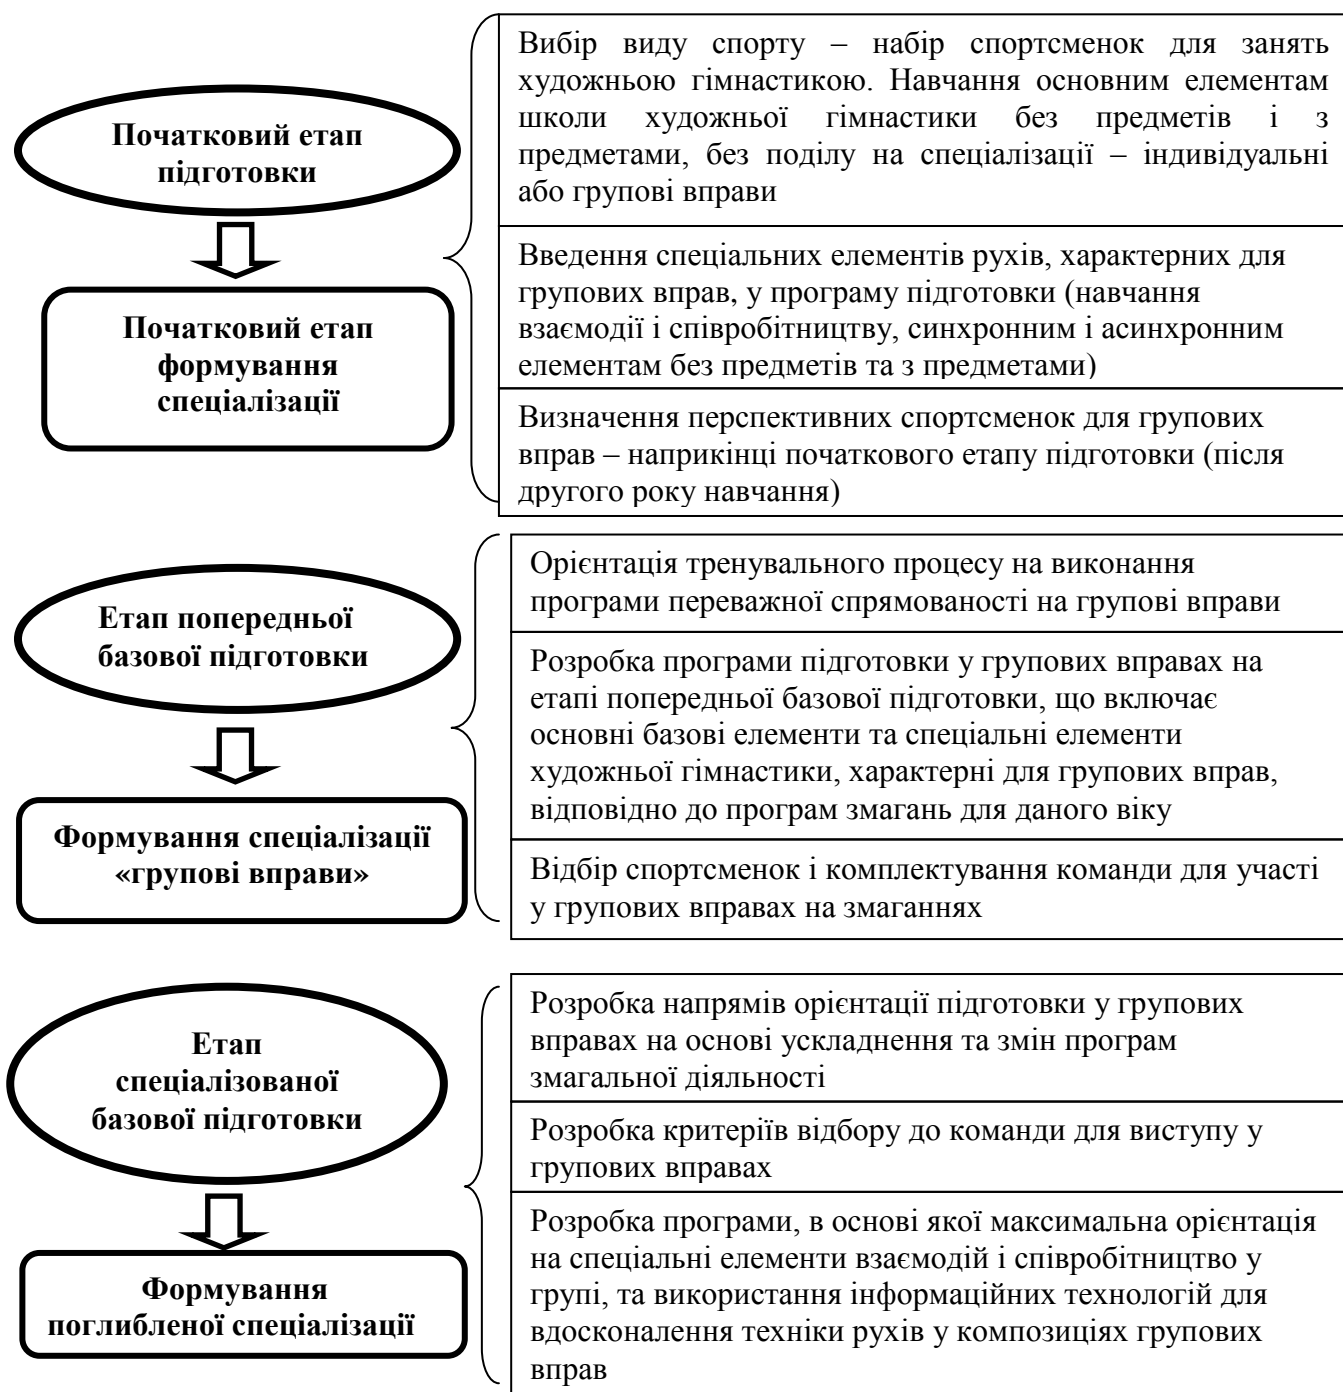 Початковий етап
підготовки
Початковий етап
формування
спеціалізації
Вибір виду спорту – набір спортсменок для занять
художньою гімнастикою. Навчання основним елементам
школи художньої гімнастики без предметів і з
предметами, без поділу на спеціалізації – індивідуальні
або групові вправи
Введення спеціальних елементів рухів, характерних для
групових вправ, у програму підготовки (навчання
взаємодії і співробітництву, синхронним і асинхронним
елементам без предметів та з предметами)
Визначення перспективних спортсменок для групових
вправ – наприкінці початкового етапу підготовки (після
другого року навчання)
Етап попередньої
базової підготовки
Формування спеціалізації
«групові вправи»
Орієнтація тренувального процесу на виконання
програми переважної спрямованості на групові вправи
Розробка програми підготовки у групових вправах на
етапі попередньої базової підготовки, що включає
основні базові елементи та спеціальні елементи
художньої гімнастики, характерні для групових вправ,
відповідно до програм змагань для даного віку
Відбір спортсменок і комплектування команди для участі
у групових вправах на змаганнях
Етап
спеціалізованої
базової підготовки
Формування
поглибленої спеціалізації
Розробка напрямів орієнтації підготовки у групових
вправах на основі ускладнення та змін програм
змагальної діяльності
Розробка критеріїв відбору до команди для виступу у
групових вправах
Розробка програми, в основі якої максимальна орієнтація
на спеціальні елементи взаємодій і співробітництво у
групі, та використання інформаційних технологій для
вдосконалення техніки рухів у композиціях групових
вправ